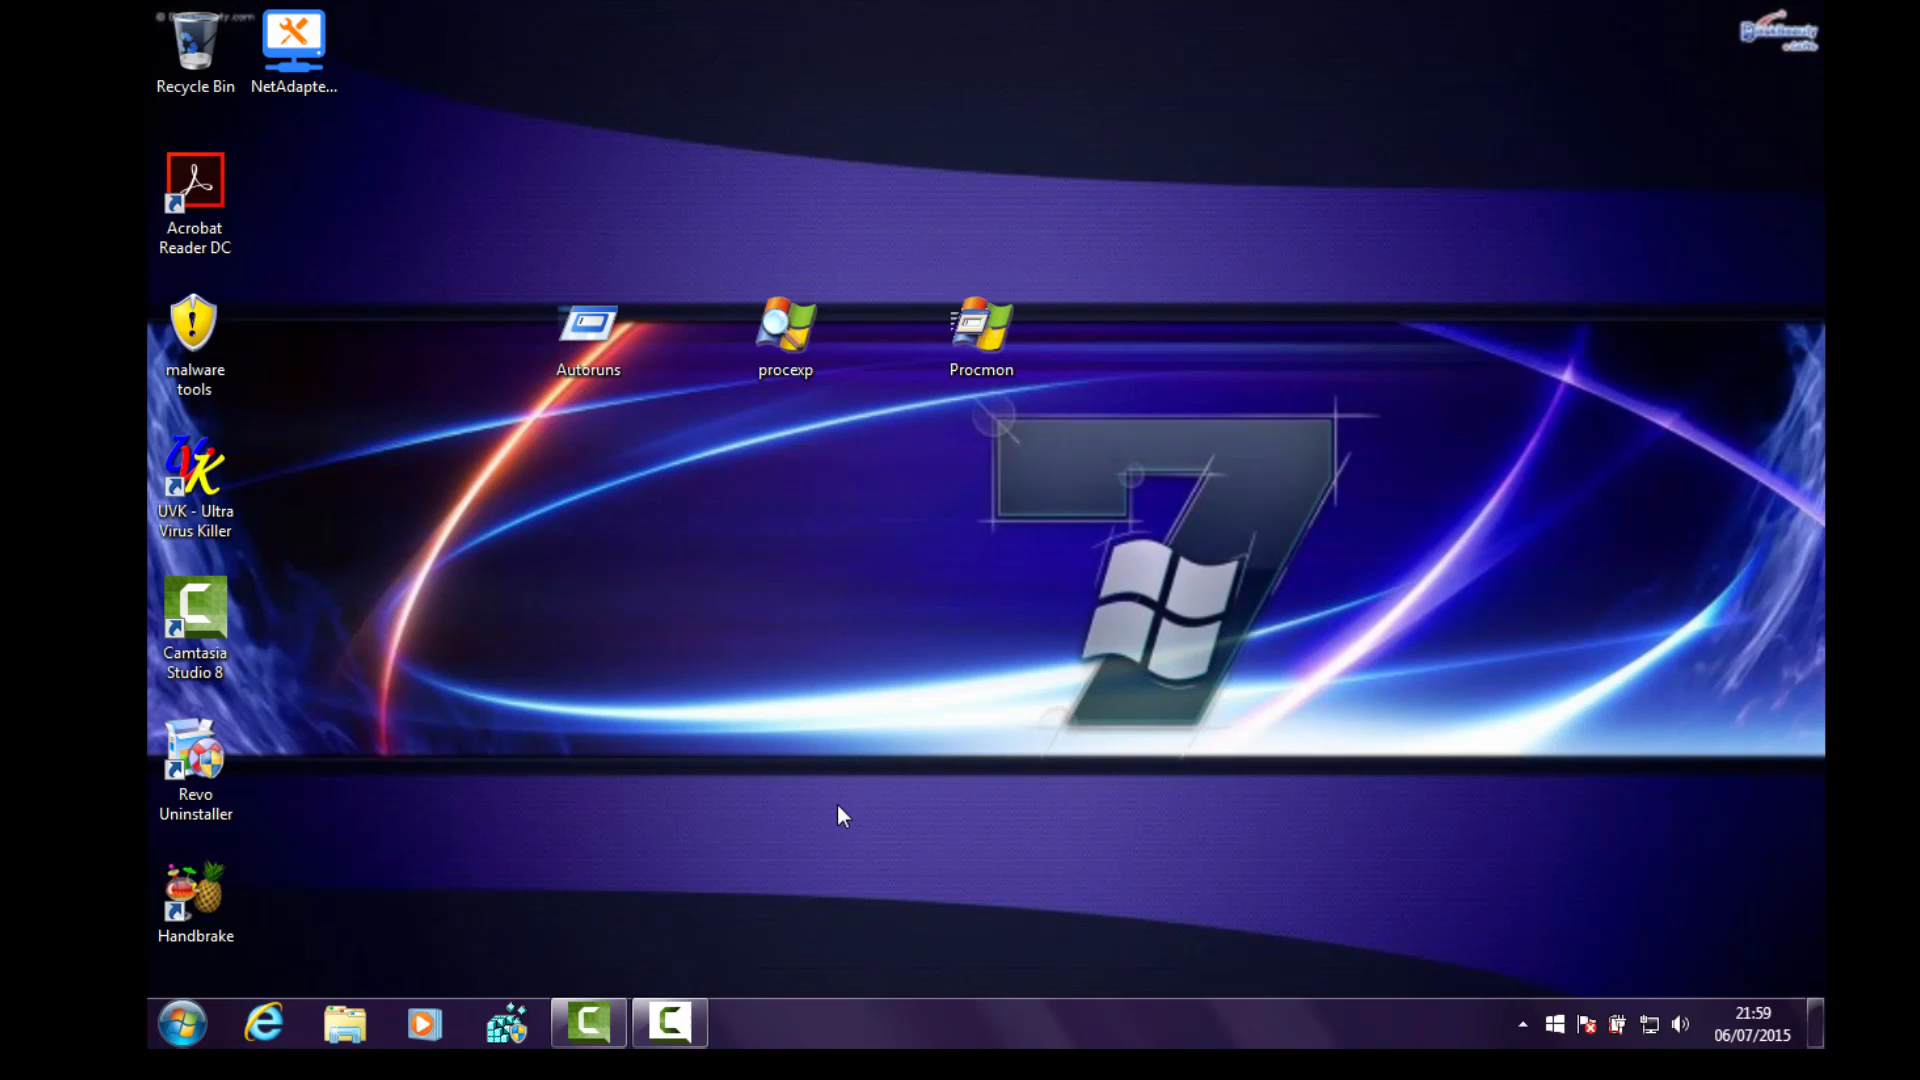 Recycle Bin
NetAdapte...
Acrobat
Reader DC
malware
tools
Autoruns
procexp
Procmon
UVK - Ultra
Virus Killer
Camtasia
Studio 8
Revo
Uninstaller
Handbrake
7
21:59
06/07/2015